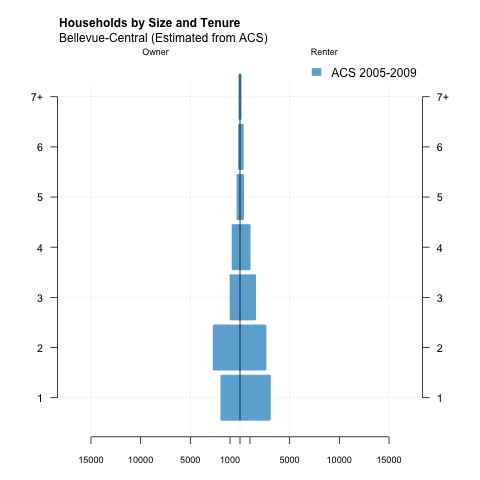 Households by Size and Tenure
Bellevue-Central (Estimated from ACS)
Owner Renter
ACS 2005-2009
7+ 7+
6 6
5 5
4 4
3 3
2 2
1 1
15000 10000 5000 1000 5000 10000 15000